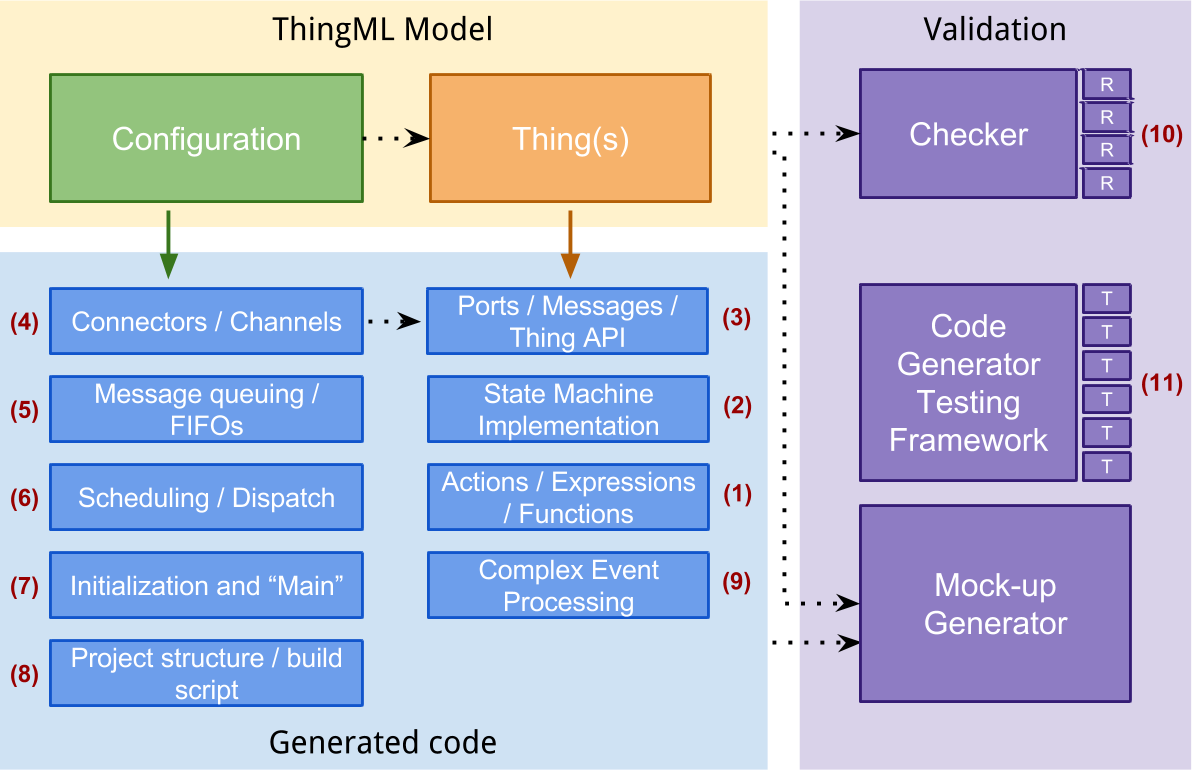 ThingML Model
Configuration
Thing(s)
(4)
Connectors / Channels
Ports / Messages /
Thing API
(3)
(5)
Message queuing /
FIFOs
State Machine
Implementation
(2)
(6)
Scheduling / Dispatch
Actions / Expressions
/ Functions
(1)
(7)
Initialization and “Main”
Complex Event
Processing
(9)
(8)
Project structure / build
script
Generated code
Validation
Checker
R
R
R
R
(10)
Code
Generator
Testing
Framework
T
T
T
T
T
T
(11)
Mock-up
Generator